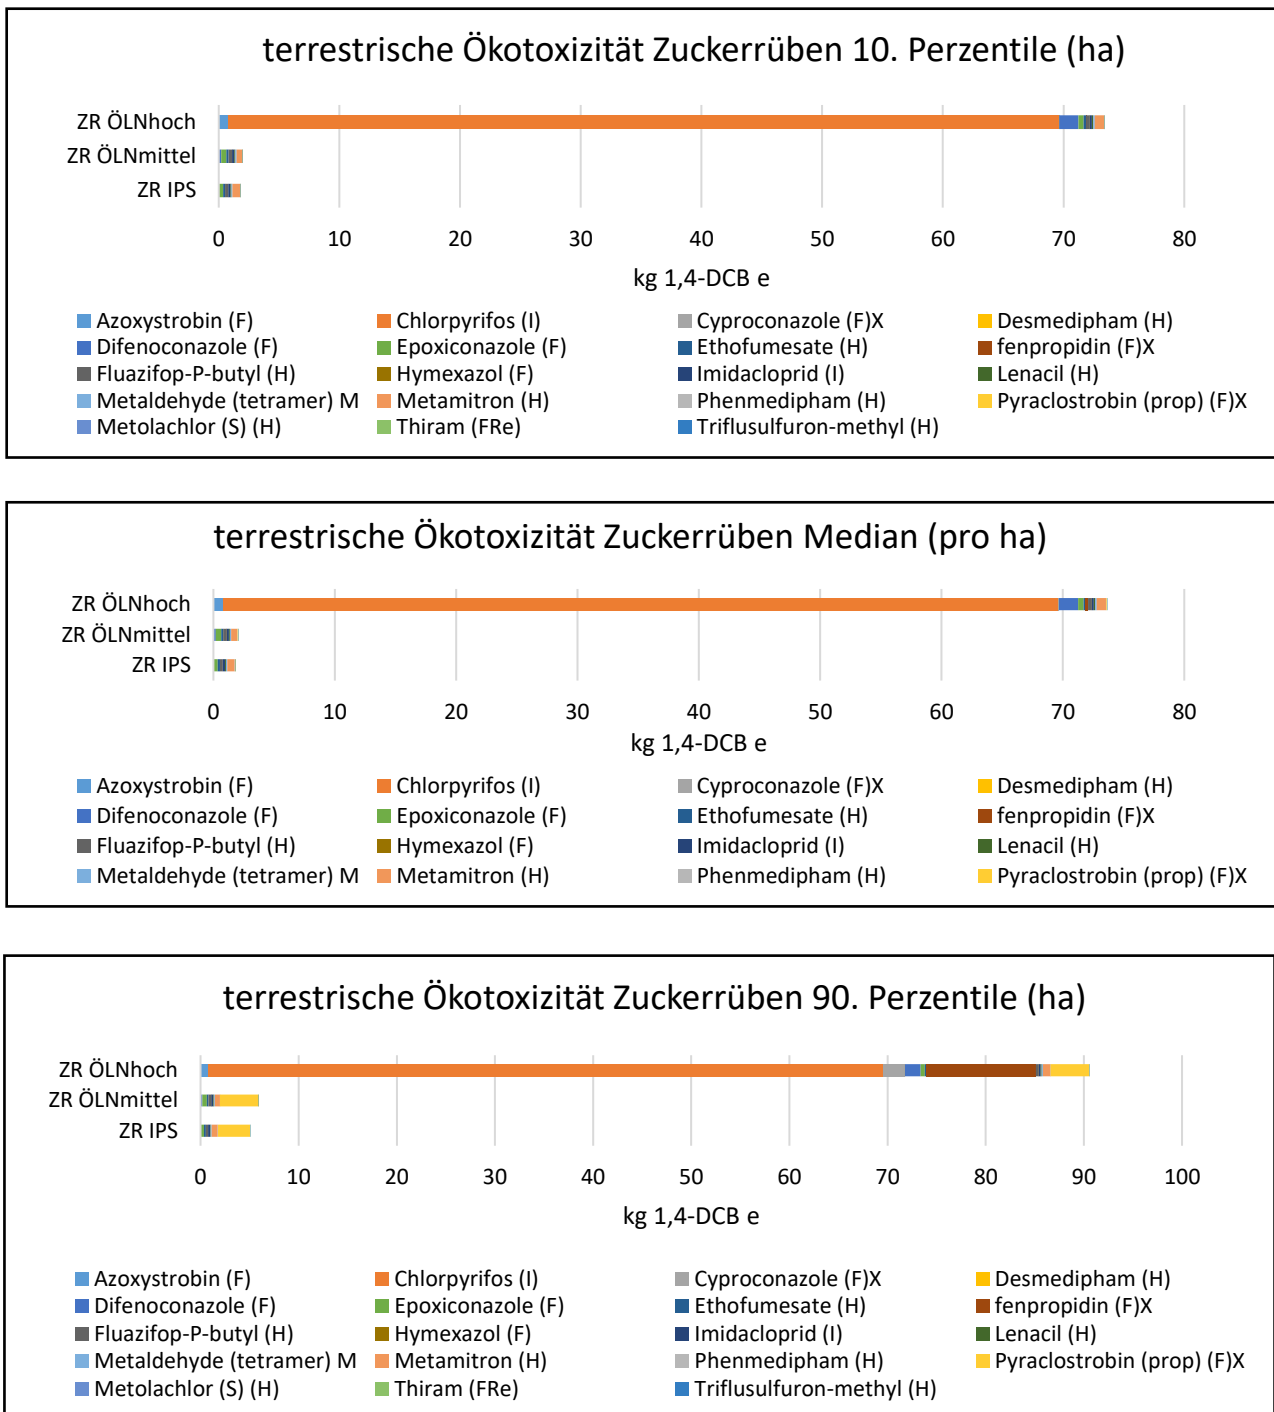 terrestrische Ökotoxizität Zuckerrüben 10. Perzentile (ha)
ZR ÖLNhoch
ZR ÖLNmittel
ZR IPS
0 10 20 30 40 50 60 70 80
kg 1,4-DCB e
Azoxystrobin (F) Chlorpyrifos (I) Cyproconazole (F)X Desmedipham (H)
Difenoconazole (F) Epoxiconazole (F) Ethofumesate (H) fenpropidin (F)X
Fluazifop-P-butyl (H) Hymexazol (F) Imidacloprid (I) Lenacil (H)
Metaldehyde (tetramer) M Metamitron (H) Phenmedipham (H) Pyraclostrobin (prop) (F)X
Metolachlor (S) (H) Thiram (FRe) Triflusulfuron-methyl (H)
terrestrische Ökotoxizität Zuckerrüben Median (pro ha)
ZR ÖLNhoch
ZR ÖLNmittel
ZR IPS
0 10 20 30 40 50 60 70 80
kg 1,4-DCB e
Azoxystrobin (F) Chlorpyrifos (I) Cyproconazole (F)X Desmedipham (H)
Difenoconazole (F) Epoxiconazole (F) Ethofumesate (H) fenpropidin (F)X
Fluazifop-P-butyl (H) Hymexazol (F) Imidacloprid (I) Lenacil (H)
Metaldehyde (tetramer) M Metamitron (H) Phenmedipham (H) Pyraclostrobin (prop) (F)X
terrestrische Ökotoxizität Zuckerrüben 90. Perzentile (ha)
ZR ÖLNhoch
ZR ÖLNmittel
ZR IPS
0 10 20 30 40 50 60 70 80 90 100
kg 1,4-DCB e
Azoxystrobin (F) Chlorpyrifos (I) Cyproconazole (F)X Desmedipham (H)
Difenoconazole (F) Epoxiconazole (F) Ethofumesate (H) fenpropidin (F)X
Fluazifop-P-butyl (H) Hymexazol (F) Imidacloprid (I) Lenacil (H)
Metaldehyde (tetramer) M Metamitron (H) Phenmedipham (H) Pyraclostrobin (prop) (F)X
Metolachlor (S) (H) Thiram (FRe) Triflusulfuron-methyl (H)